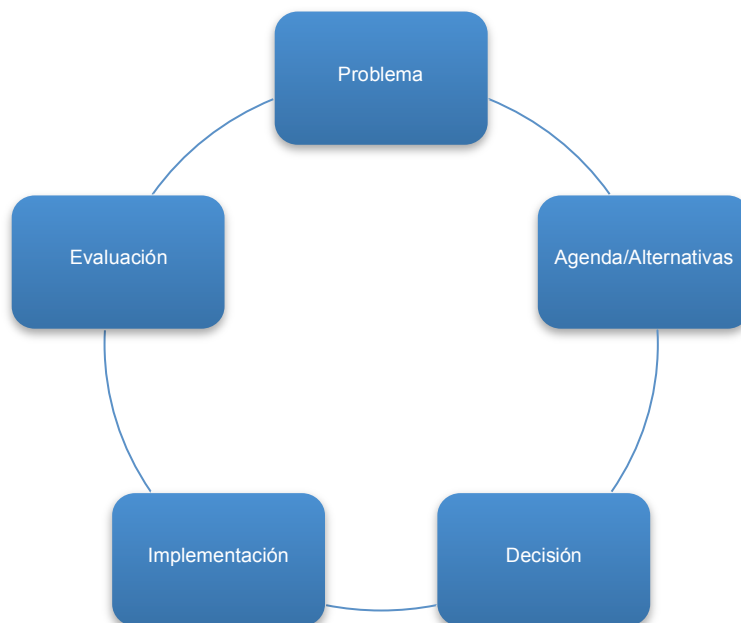 Problema
Agenda/Alternativas
Decisión
Implementación
Evaluación